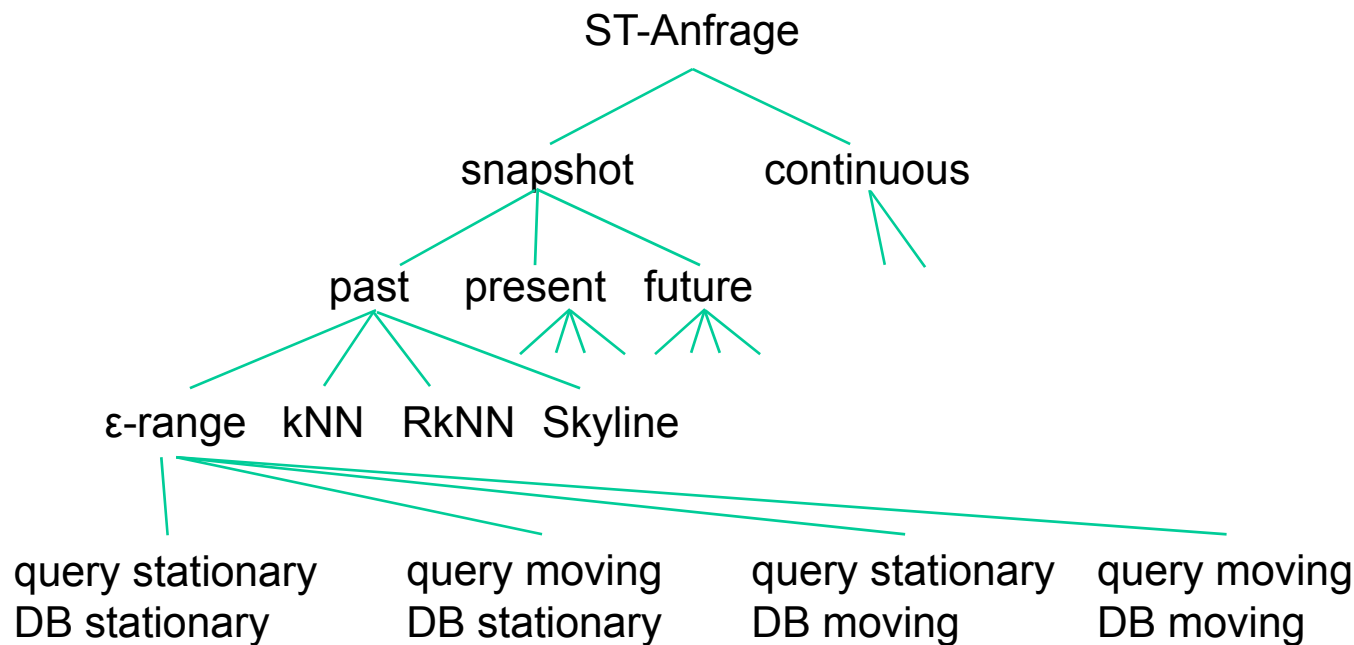 ST-Anfrage
snapshot continuous
past present future
ε-range kNN RkNN Skyline
query stationary query moving query stationary query moving
DB stationary DB stationary DB moving DB moving